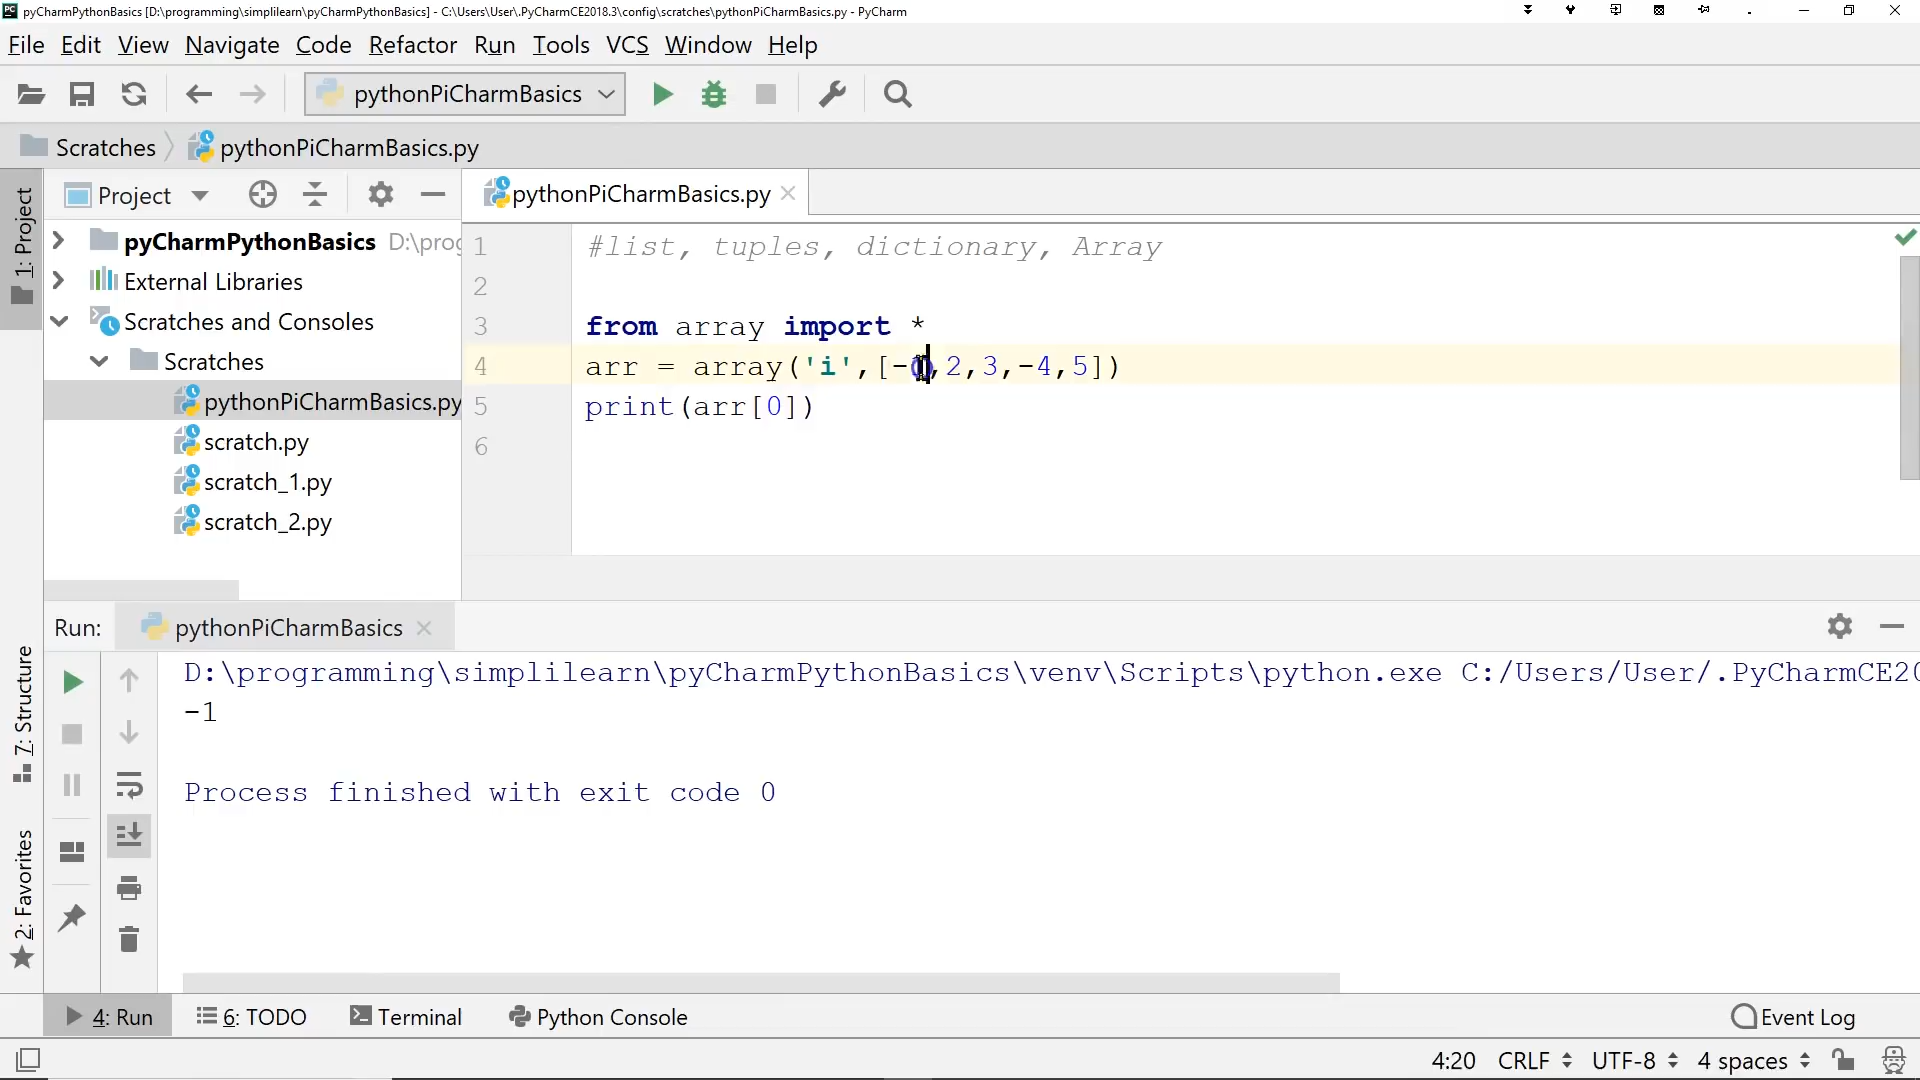 pyCharmPythonBasics [D:\programming\simplilearn\pyCharmPythonBasics] - C:\Users\User\.PyCharmCE2018.3\config\scratches\pythonPiCharmBasics.py - PyCharm
File Edit View Navigate Code Refactor Run Tools VCS Window Help
pythonPiCharmBasics
Scratches pythonPiCharmBasics.py
1: Project
Project
pyCharmPythonBasics D:\prog
External Libraries
Scratches and Consoles
Scratches
pythonPiCharmBasics.py
scratch.py
scratch_1.py
scratch_2.py
pythonPiCharmBasics.py
1 #list, tuples, dictionary, Array
2
3 from array import *
4 arr = array('i',[-1,2,3,-4,5])
5 print(arr[0])
6
7: Structure
2: Favorites
Run: pythonPiCharmBasics
D:\programming\simplilearn\pyCharmPythonBasics\venv\Scripts\python.exe C:/Users/User/.PyCharmCE20
-1
Process finished with exit code 0
4: Run 6: TODO Terminal Python Console Event Log
4:20 CRLF UTF-8 4 spaces